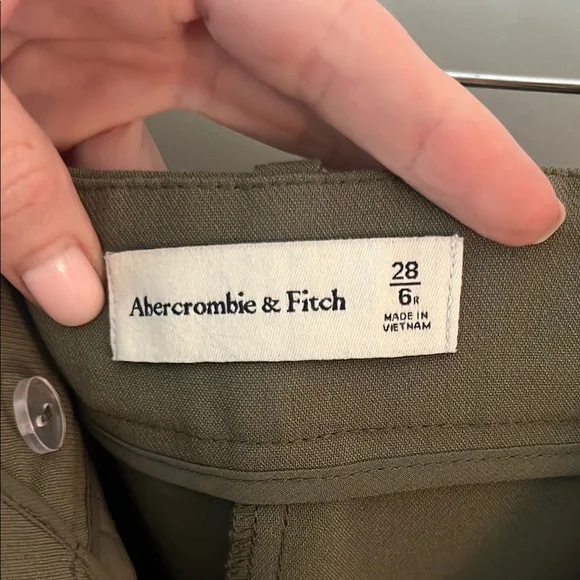 Abercrombie & Fitch
28
6R
MADE IN
VIETNAM